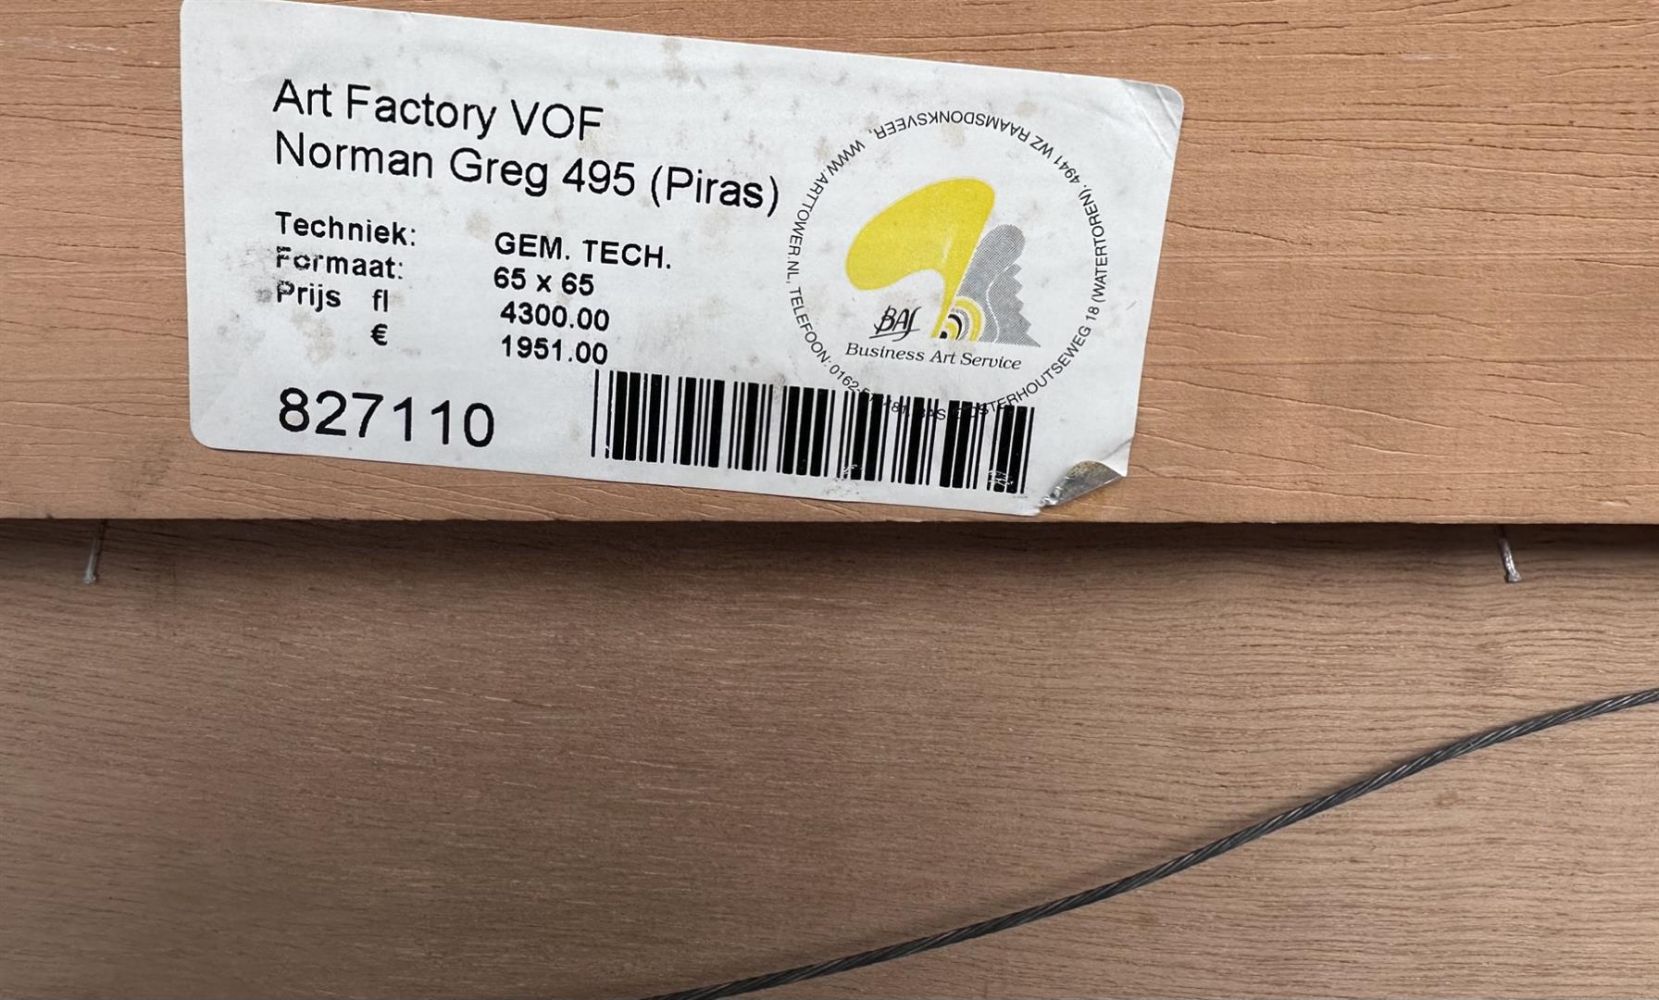 Art Factory VOF
Norman Greg 495 (Piras)
Techniek: GEM. TECH.
Formaat: 65 x 65
Prijs fl 4300.00
€ 1951.00
827110
BAS
Business Art Service
OOSTERHOUTSEWEG 18 (WATERTOREN), 4941 WZ RAAMSDONKSVEER, WWW.ARTTOWER.NL, TELEFOON: 0162